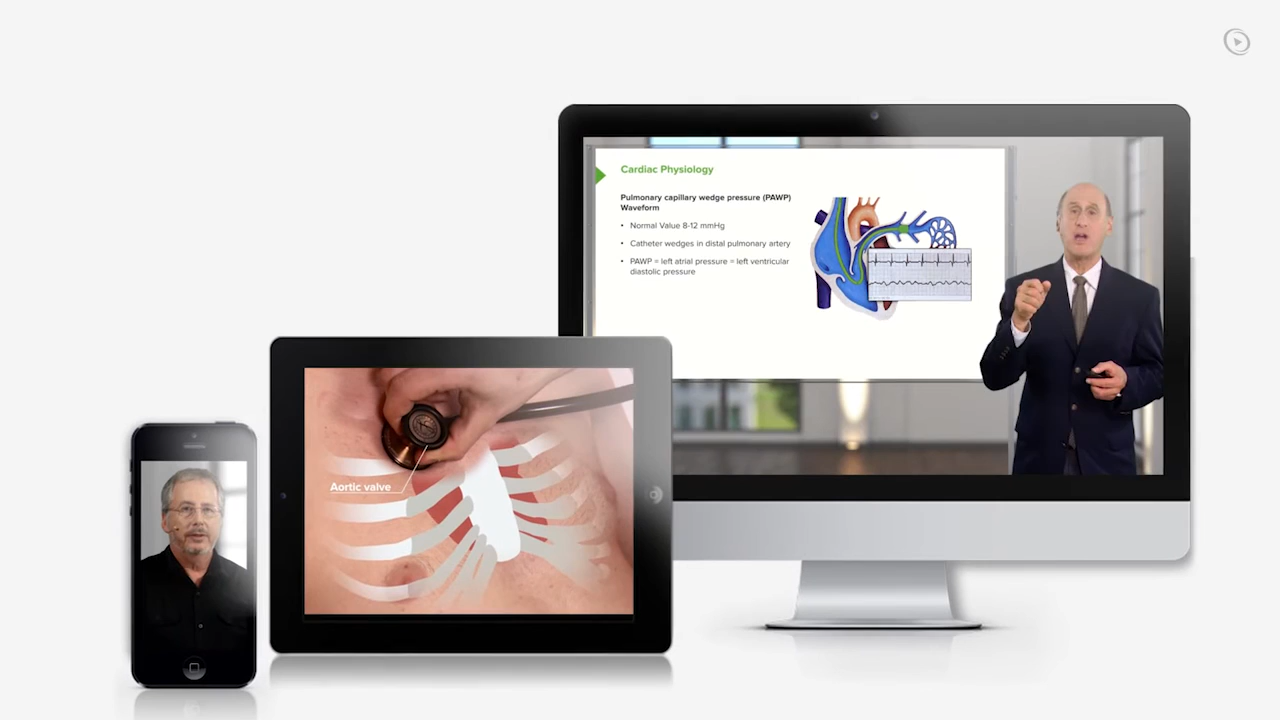 Cardiac Physiology
Pulmonary capillary wedge pressure (PAWP)
Waveform
• Normal Value 8-12 mmHg
• Catheter wedges in distal pulmonary artery
• PAWP = left atrial pressure = left ventricular
diastolic pressure
Aortic valve